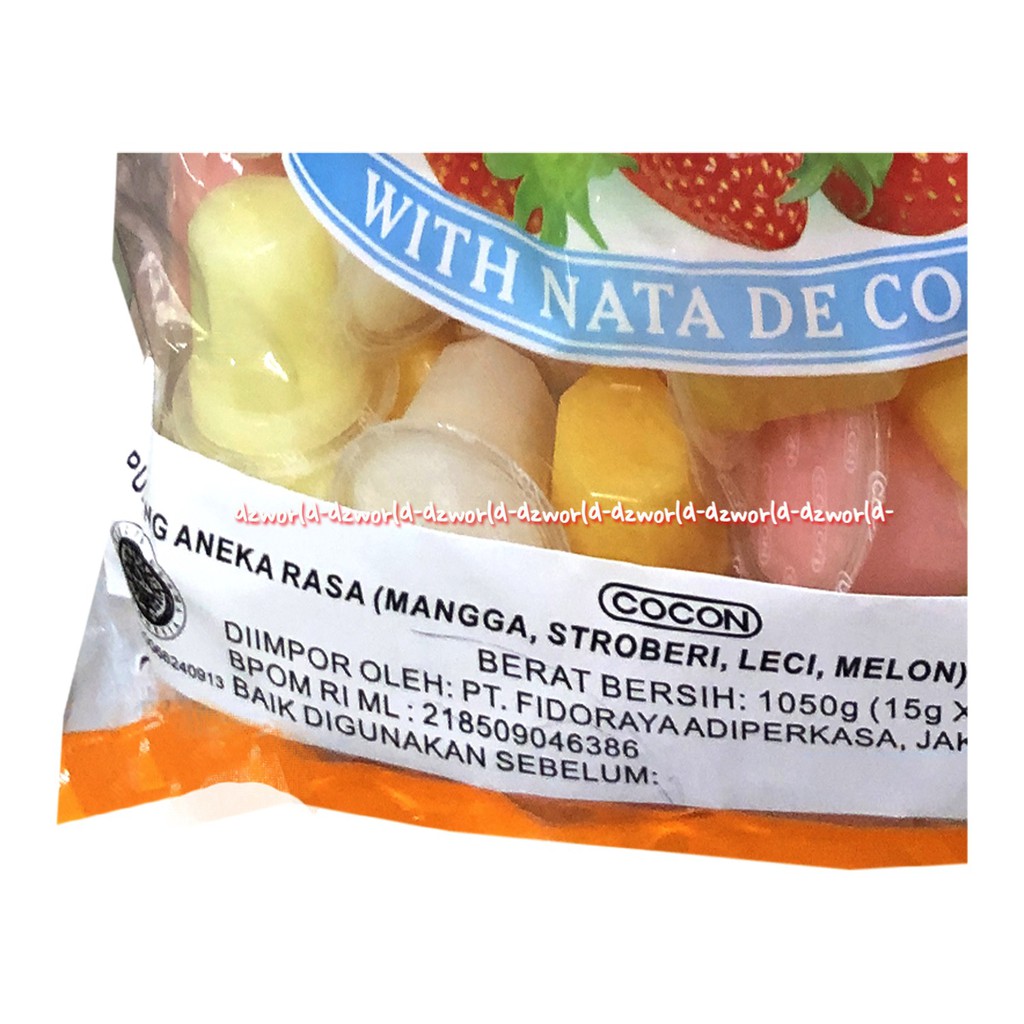 WITH NATA DE CO
dzworld-dzworld-dzworld-dzworld-dzworld-dzworld-dzworld-
COCON
ANEKA RASA (MANGGA, STROBERI, LECI, MELON)
BERAT BERSIH: 1050g (15g X
DIIMPOR OLEH: PT. FIDORAYA ADIPERKASA, JAK
BPOM RI ML : 218509046386
BAIK DIGUNAKAN SEBELUM: